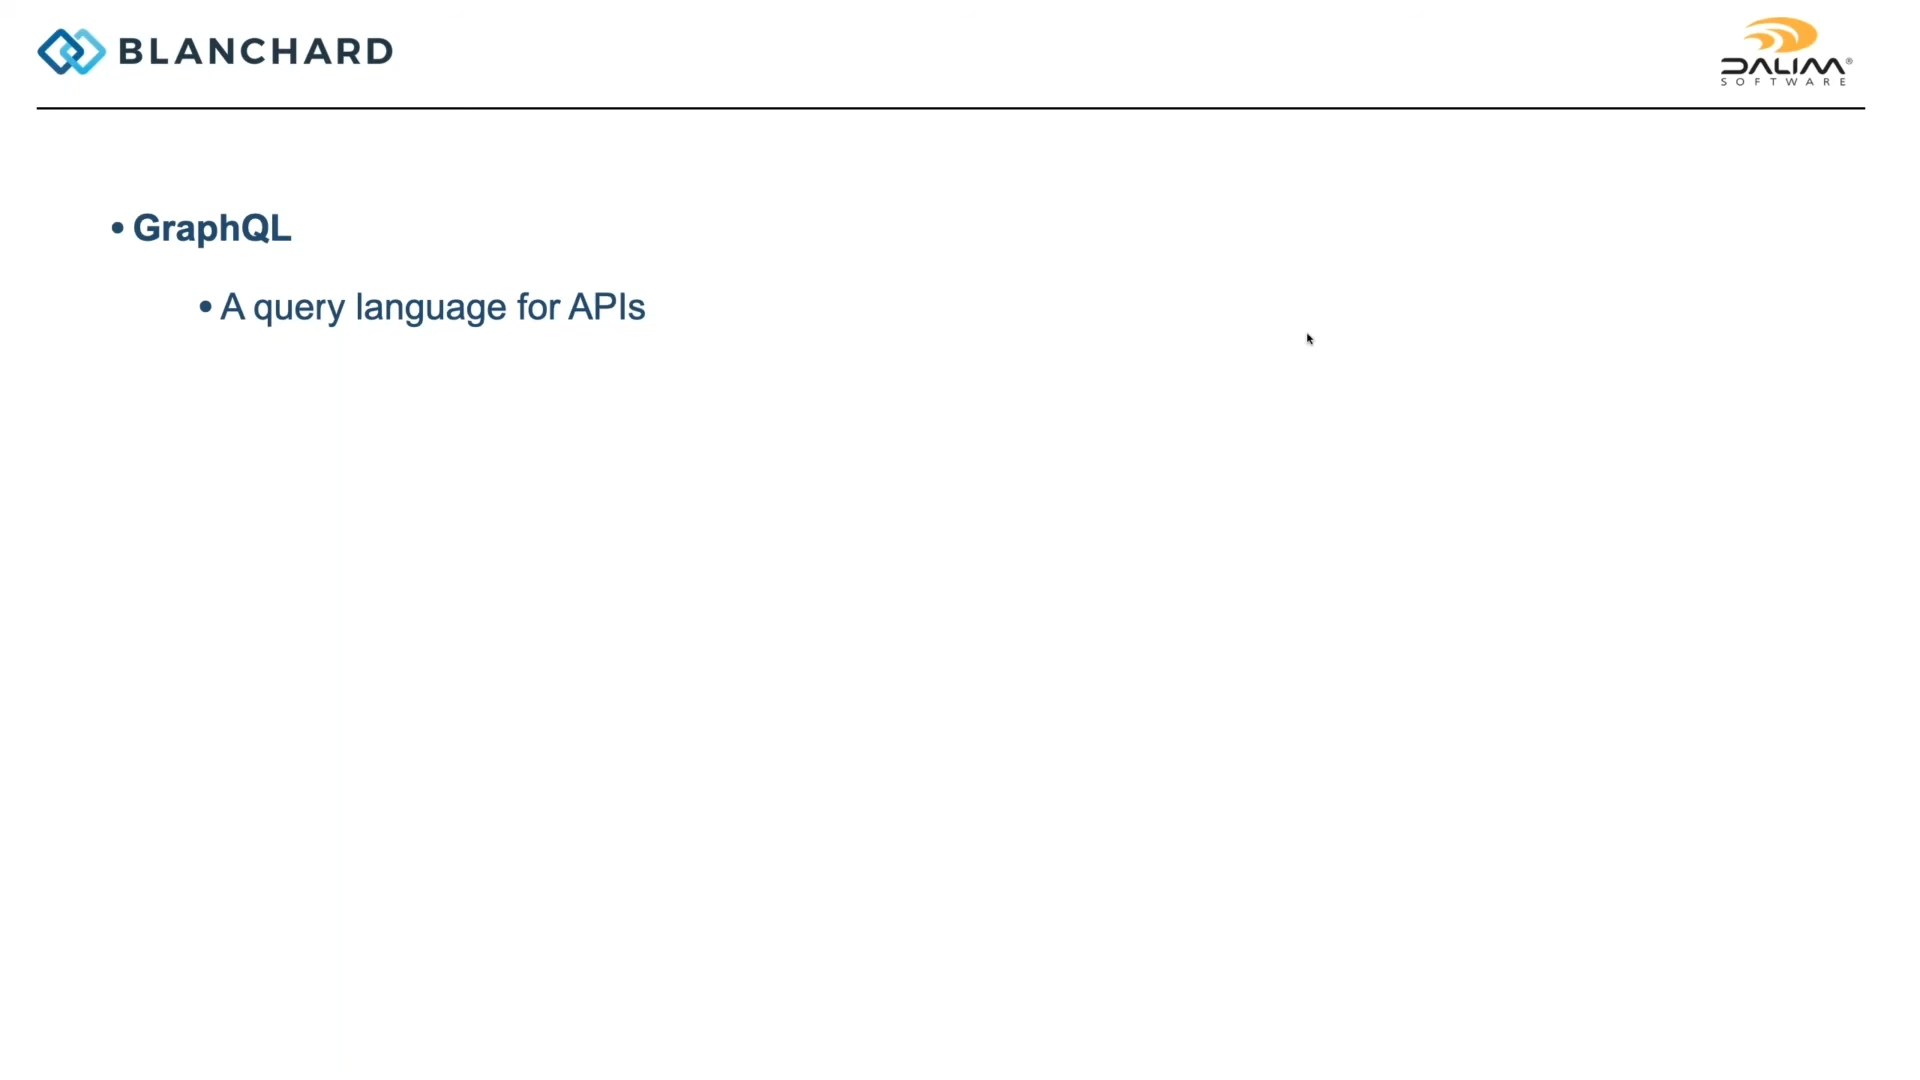 BLANCHARD
DALIM®
SOFTWARE
• GraphQL
• A query language for APIs